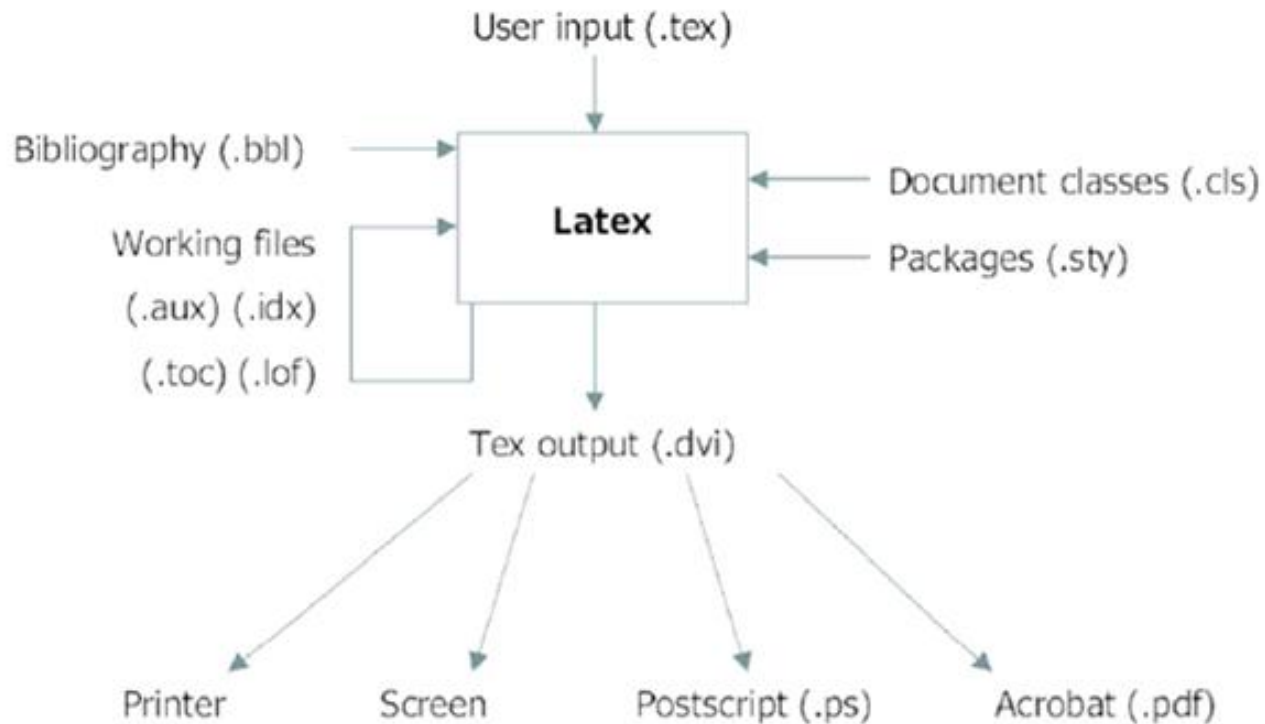 User input (.tex)
Bibliography (.bbl)
Document classes (.cls)
Latex
Working files
(.aux) (.idx)
(.toc) (.lof)
Packages (.sty)
Tex output (.dvi)
Printer
Screen
Postscript (.ps)
Acrobat (.pdf)